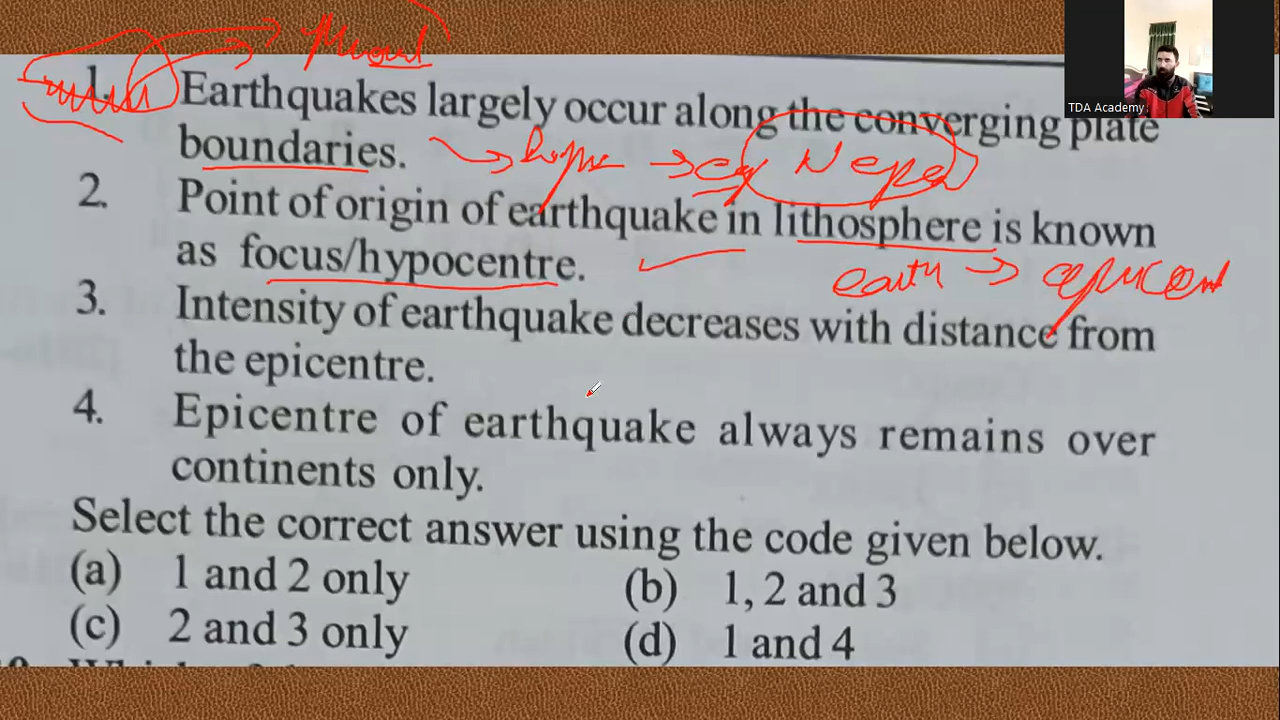 TDA Academy
1. Earthquakes largely occur along the converging plate
boundaries. → → eg Nepal
2. Point of origin of earthquake in lithosphere is known
as focus/hypocentre.
earth →
3. Intensity of earthquake decreases with distance from
the epicentre.
4. Epicentre of earthquake always remains over
continents only.
Select the correct answer using the code given below.
(a) 1 and 2 only (b) 1, 2 and 3
(c) 2 and 3 only (d) 1 and 4